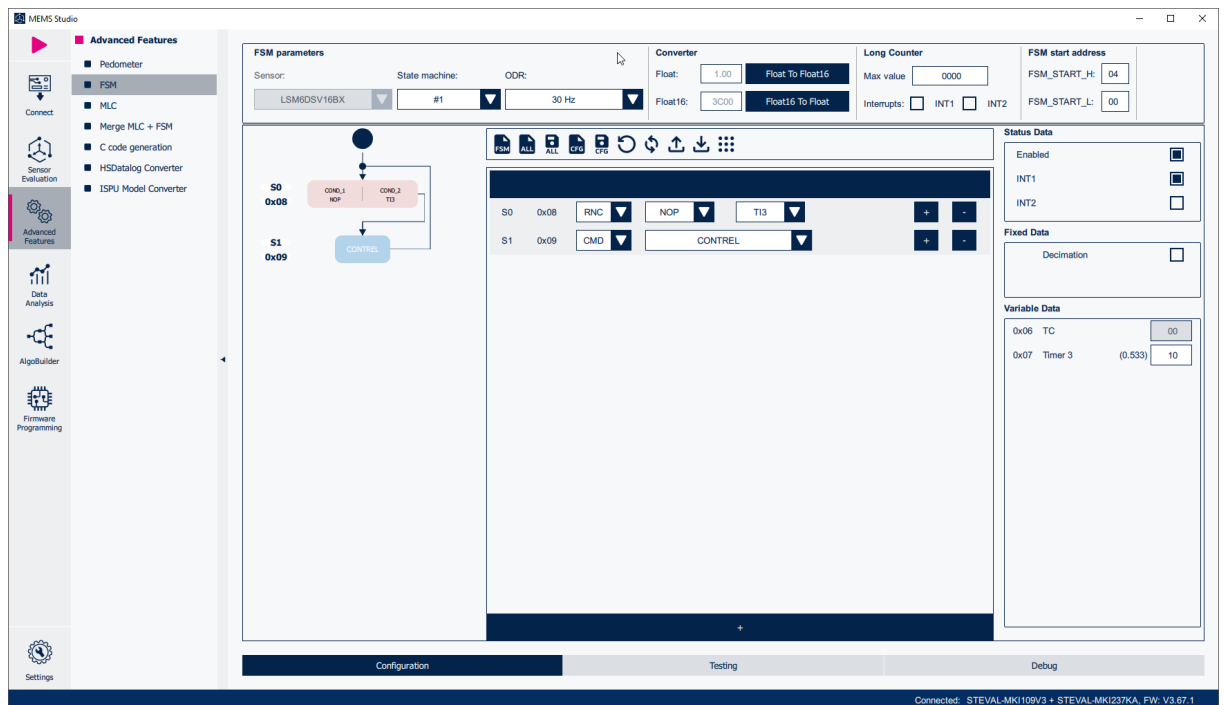 MEMS Studio
Advanced Features
Pedometer
FSM
MLC
Merge MLC + FSM
C code generation
HSDatalog Converter
ISPU Model Converter
Connect
Sensor
Evaluation
Advanced
Features
Data
Analysis
AlgoBuilder
Firmware
Programming
Settings
FSM parameters
Sensor:
State machine:
ODR:
LSM6DSV16BX
#1
30 Hz
Converter
Float:
1.00
Float To Float16
Float16:
3C00
Float16 To Float
Long Counter
Max value
0000
Interrupts:
INT1
INT2
FSM start address
FSM_START_H:
04
FSM_START_L:
00
S0
0x08
COND_1
NOP
COND_2
TI3
S1
0x09
CONTREL
FSM
ALL
ALL
CFG
CFG
S0 0x08 RNC NOP TI3 + -
S1 0x09 CMD CONTREL + -
+
Status Data
Enabled
INT1
INT2
Fixed Data
Decimation
Variable Data
0x06 TC 00
0x07 Timer 3 (0.533) 10
Configuration
Testing
Debug
Connected: STEVAL-MKI109V3 + STEVAL-MKI237KA, FW: V3.67.1